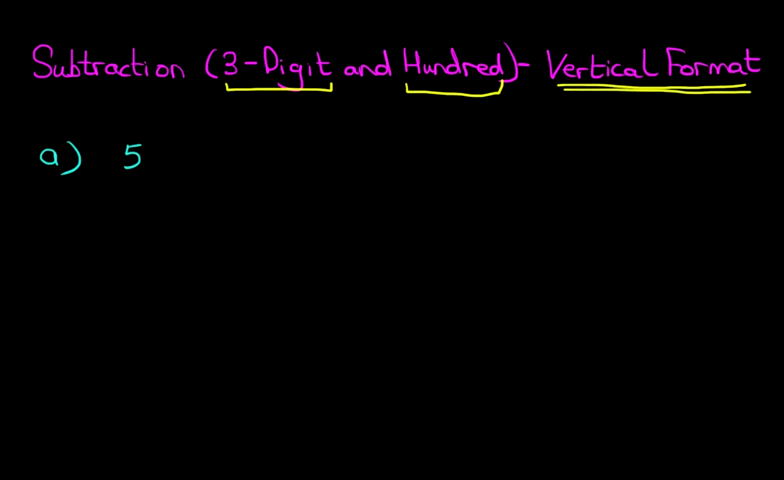 Subtraction (3-Digit and Hundred)- Vertical Format
a) 5